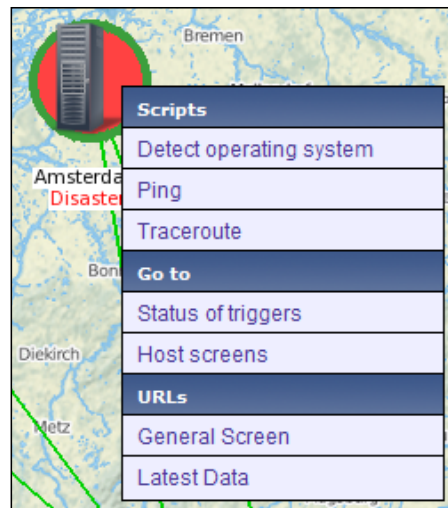 Bremen
Scripts
Detect operating system
Amsterda
Ping
Disaster
Traceroute
Bon
Go to
Status of triggers
Diekirch
Host screens
URLs
Metz
General Screen
Latest Data